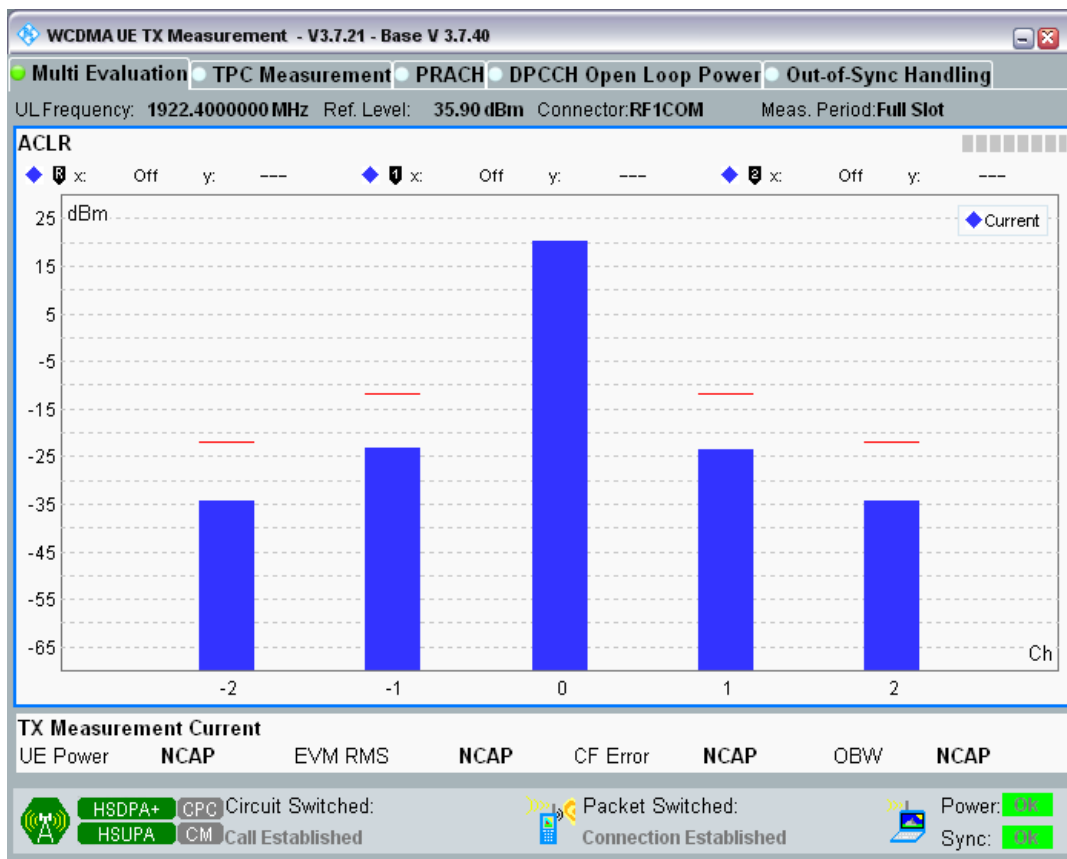 WCDMA UE TX Measurement - V3.7.21 - Base V 3.7.40
Multi Evaluation TPC Measurement PRACH DPCCH Open Loop Power Out-of-Sync Handling
UL Frequency: 1922.4000000 MHz Ref. Level: 35.90 dBm Connector:RF1COM Meas. Period:Full Slot
ACLR
R x: Off y: --- 1 x: Off y: --- 2 x: Off y: ---
dBm
Current
25
15
5
-5
-15
-25
-35
-45
-55
-65
Ch
-2 -1 0 1 2
TX Measurement Current
UE Power NCAP EVM RMS NCAP CF Error NCAP OBW NCAP
HSDPA+ CPC Circuit Switched: Packet Switched: Power: OK
HSUPA CM Call Established Connection Established Sync: OK